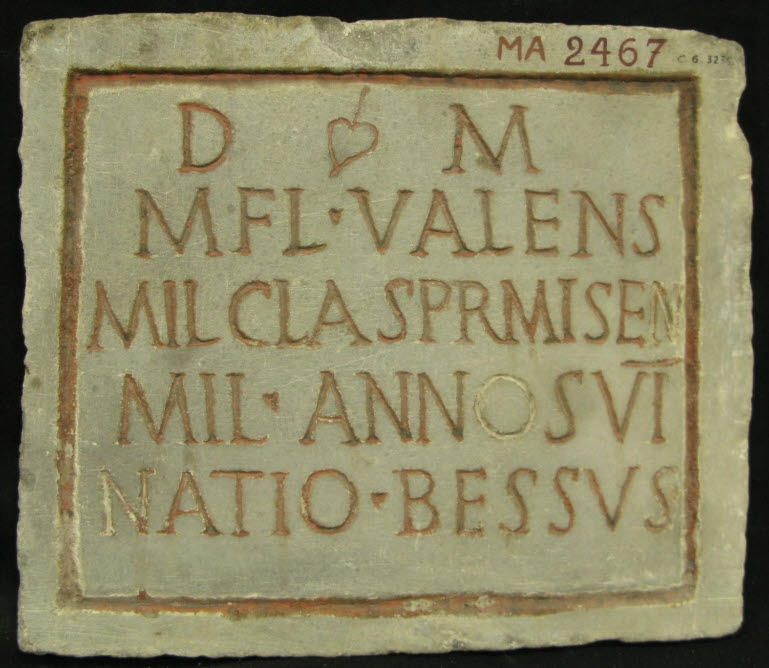 MA 2467
D M
M FL · VALENS
MIL CLAS PR MISEN
MIL · ANNOS VI
NATIO · BESSVS